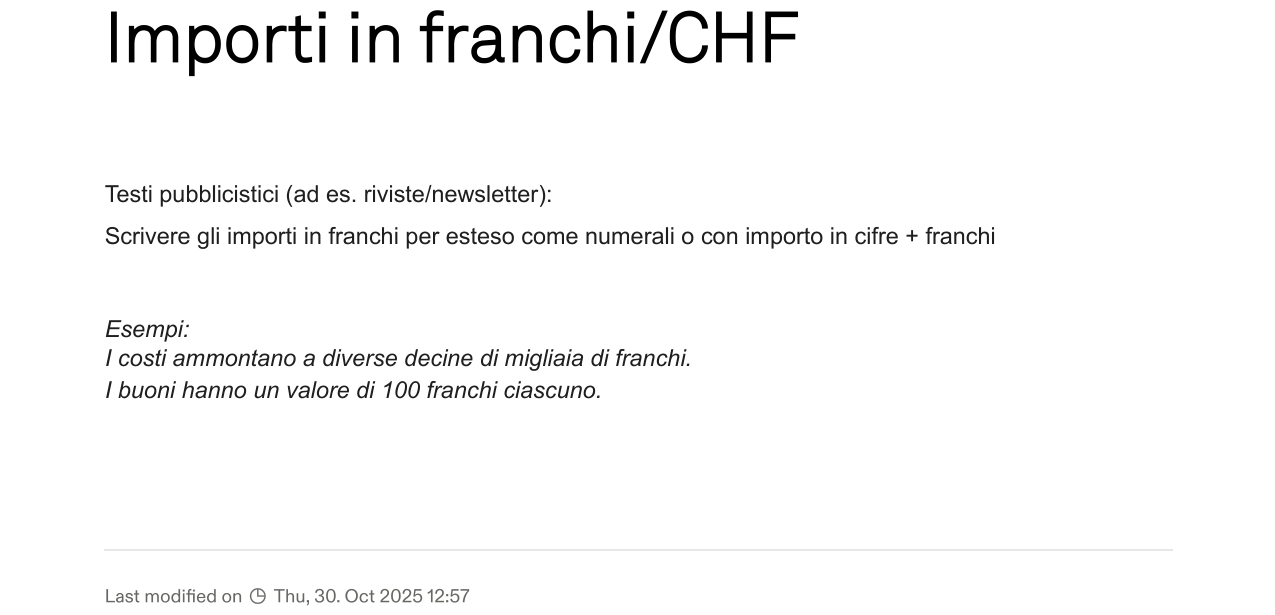 Importi in franchi/CHF
Testi pubblicistici (ad es. riviste/newsletter):
Scrivere gli importi in franchi per esteso come numerali o con importo in cifre + franchi
Esempi:
I costi ammontano a diverse decine di migliaia di franchi.
I buoni hanno un valore di 100 franchi ciascuno.
Last modified on Thu, 30. Oct 2025 12:57